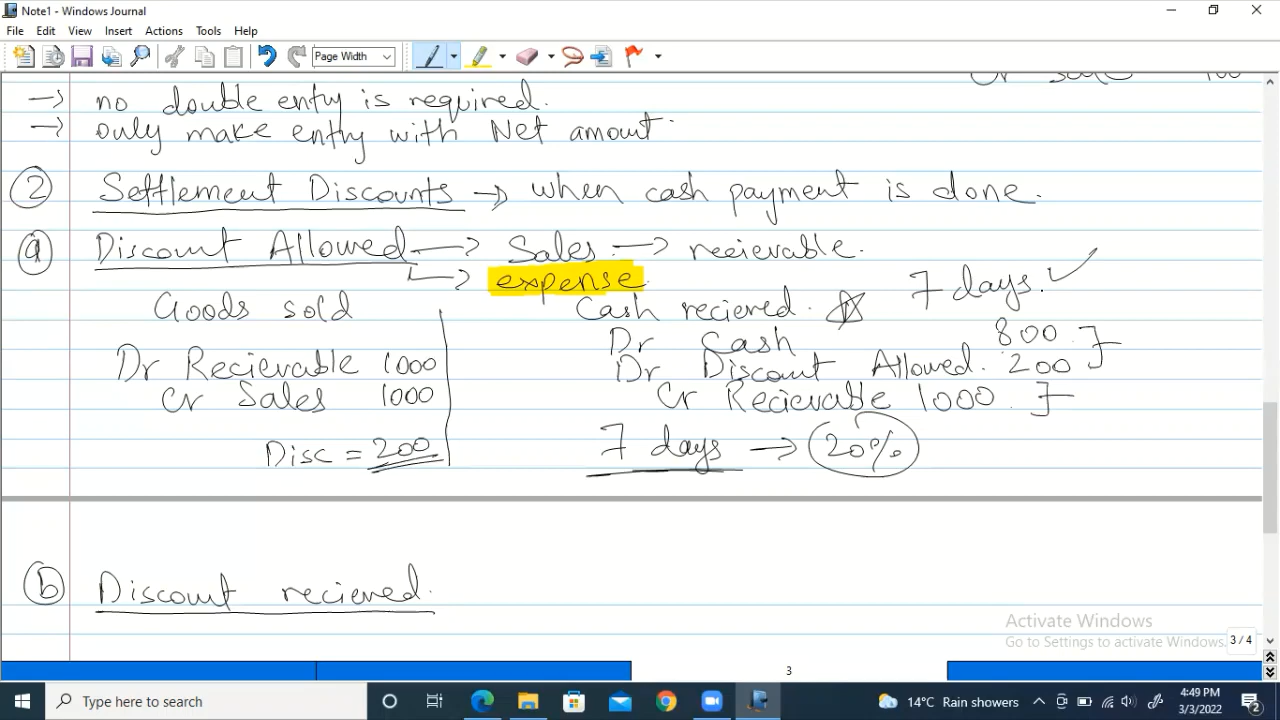 Note1 - Windows Journal
File Edit View Insert Actions Tools Help
Page Width
Cr Sale 100
→ no double entry is required.
→ only make entry with Net amount.
② Settlement Discounts → when cash payment is done.
ⓐ Discount Allowed → Sales → recievable.
→ expense
7 days. ✓
Goods sold
Cash recieved. ☆
Dr Cash 800
Dr Recievable 1000
Dr Discount Allowed. 200
Cr Sales 1000
Cr Recievable 1000
Disc = 200
7 days → 20%
ⓑ Discount recieved.
Activate Windows
Go to Settings to activate Windows.
3 / 4
3
Type here to search
14°C Rain showers
4:49 PM
3/3/2022
2